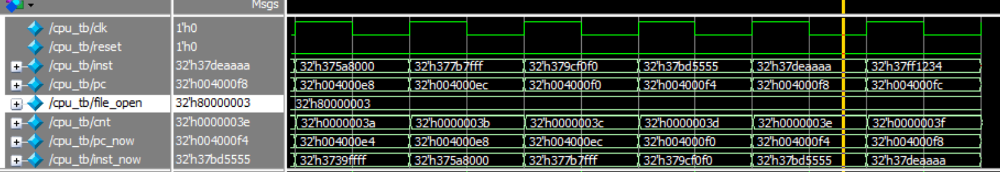 Msgs
/cpu_tb/clk 1'h0
/cpu_tb/reset 1'h0
/cpu_tb/inst 32'h37deaaaa 32'h375a8000 32'h377b7fff 32'h379cf0f0 32'h37bd5555 32'h37deaaaa 32'h37ff1234
/cpu_tb/pc 32'h004000f8 32'h004000e8 32'h004000ec 32'h004000f0 32'h004000f4 32'h004000f8 32'h004000fc
/cpu_tb/file_open 32'h80000003 32'h80000003
/cpu_tb/cnt 32'h0000003e 32'h0000003a 32'h0000003b 32'h0000003c 32'h0000003d 32'h0000003e 32'h0000003f
/cpu_tb/pc_now 32'h004000f4 32'h004000e4 32'h004000e8 32'h004000ec 32'h004000f0 32'h004000f4 32'h004000f8
/cpu_tb/inst_now 32'h37bd5555 32'h3739ffff 32'h375a8000 32'h377b7fff 32'h379cf0f0 32'h37bd5555 32'h37deaaaa